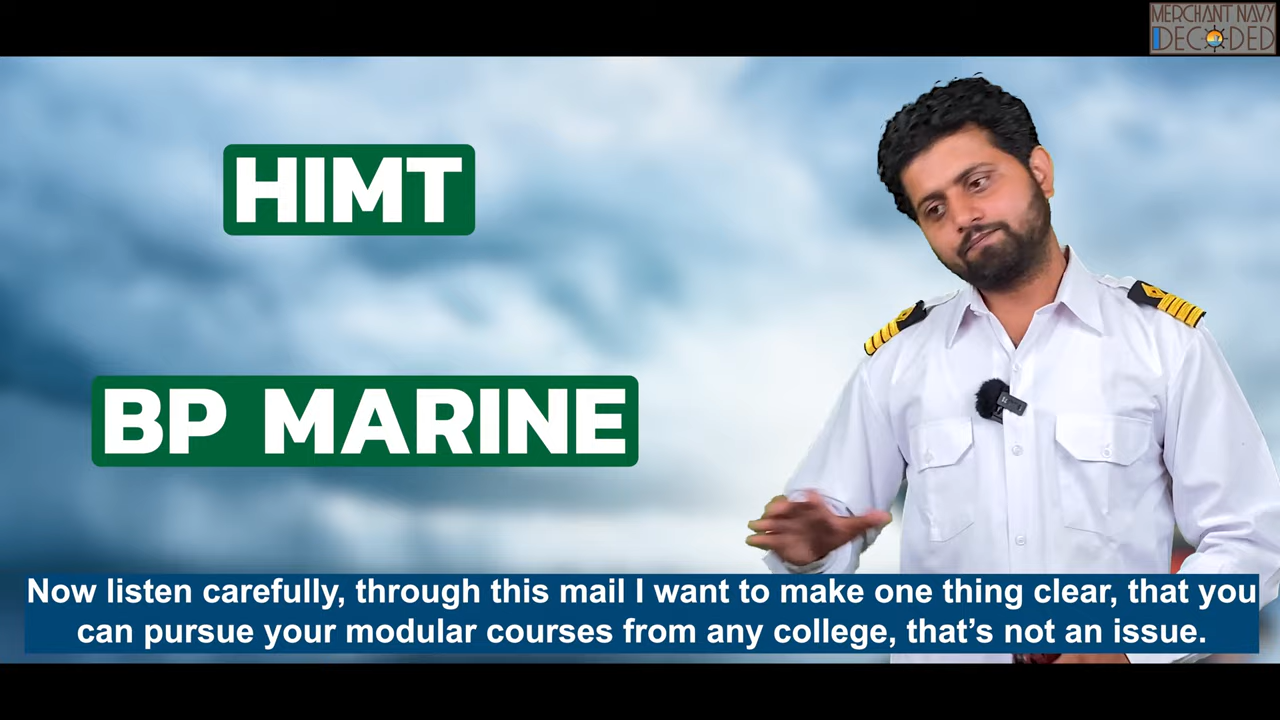 MERCHANT NAVY
DECODED
HIMT
BP MARINE
Now listen carefully, through this mail I want to make one thing clear, that you
can pursue your modular courses from any college, that's not an issue.